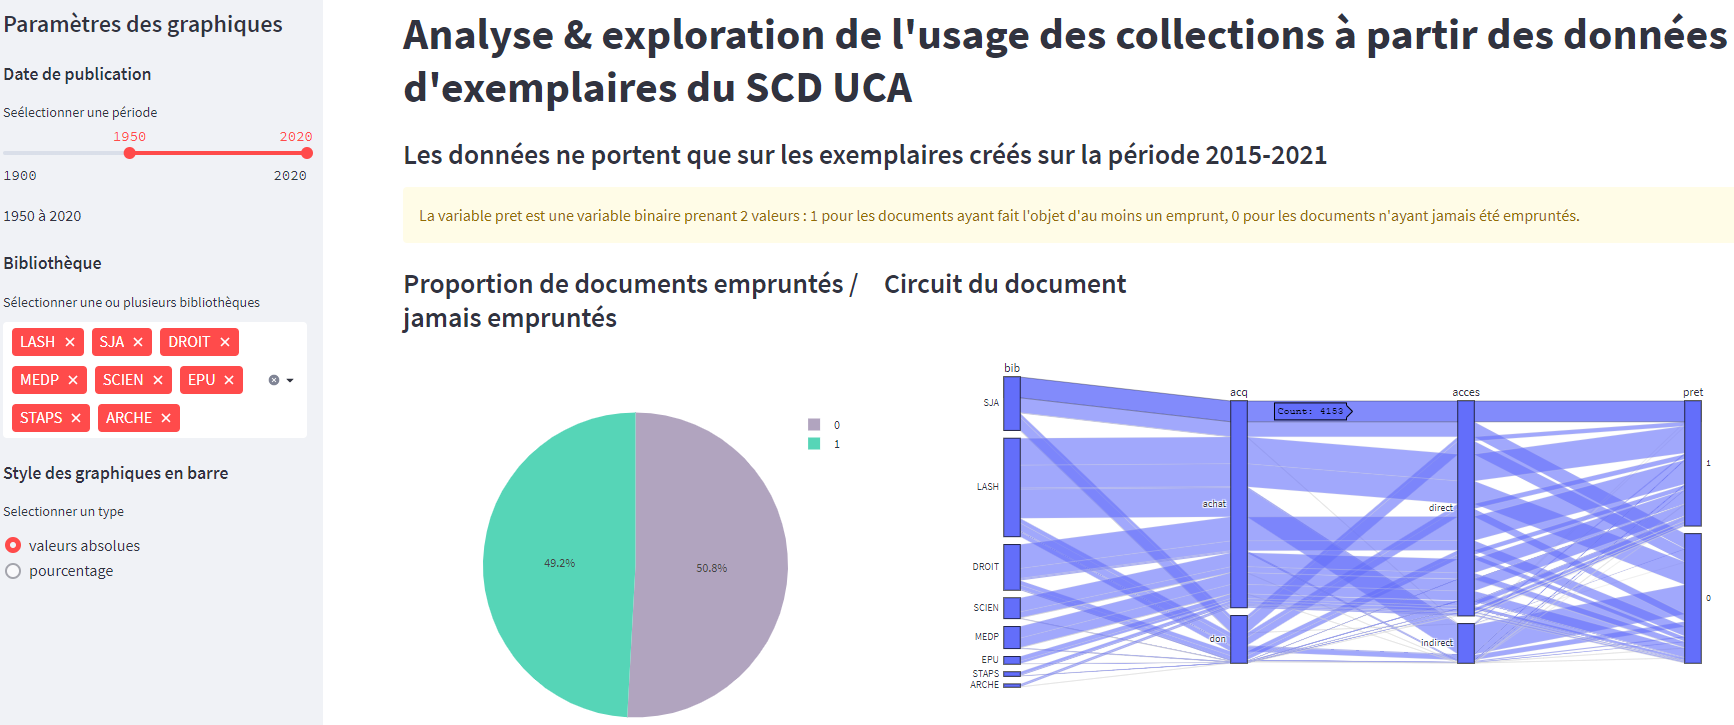 Paramètres des graphiques
Date de publication
Seélectionner une période
1950 2020
1900 2020
1950 à 2020
Bibliothèque
Sélectionner une ou plusieurs bibliothèques
LASH × SJA × DROIT ×
MEDP × SCIEN × EPU ×
STAPS × ARCHE ×
Style des graphiques en barre
Selectionner un type
valeurs absolues
pourcentage
Analyse & exploration de l'usage des collections à partir des données
d'exemplaires du SCD UCA
Les données ne portent que sur les exemplaires créés sur la période 2015-2021
La variable pret est une variable binaire prenant 2 valeurs : 1 pour les documents ayant fait l'objet d'au moins un emprunt, 0 pour les documents n'ayant jamais été empruntés.
Proportion de documents empruntés /
jamais empruntés
0
1
49.2%
50.8%
Circuit du document
bib
SJA
LASH
DROIT
SCIEN
MEDP
EPU
STAPS
ARCHE
acq
Count: 4153
achat
don
acces
direct
indirect
pret
1
0